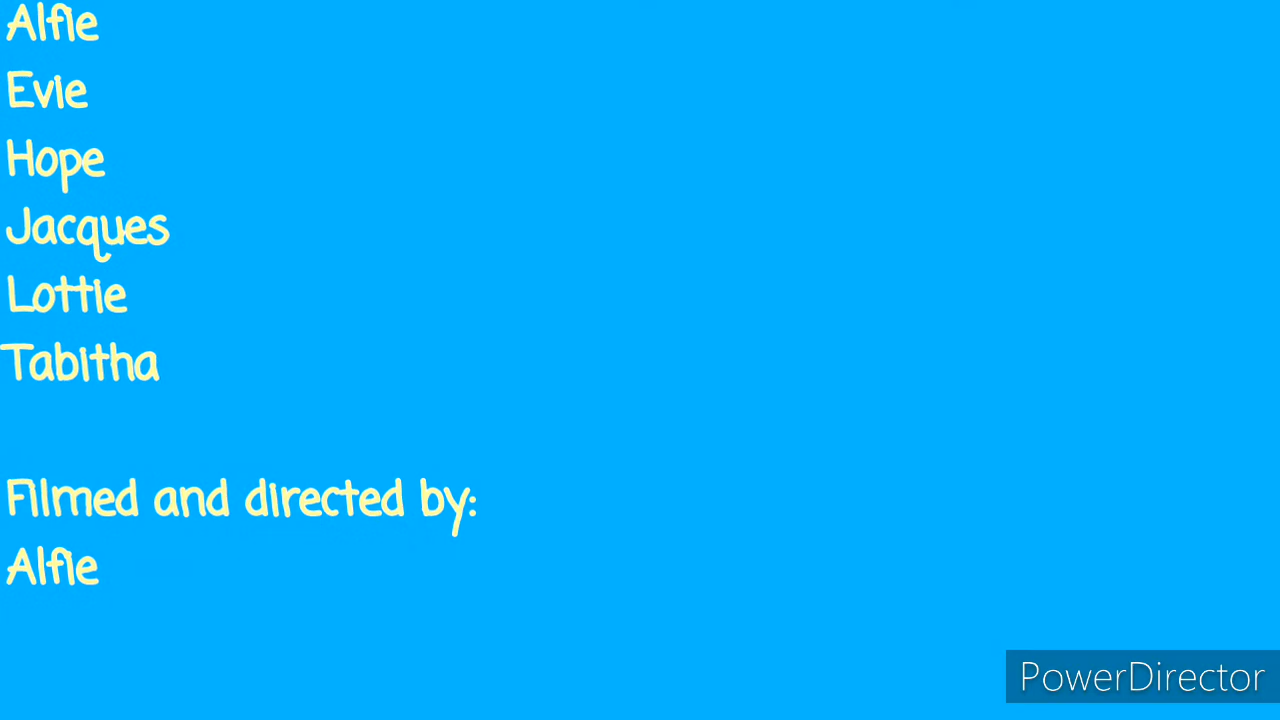 Alfie
Evie
Hope
Jacques
Lottie
Tabitha
Filmed and directed by:
Alfie
PowerDirector